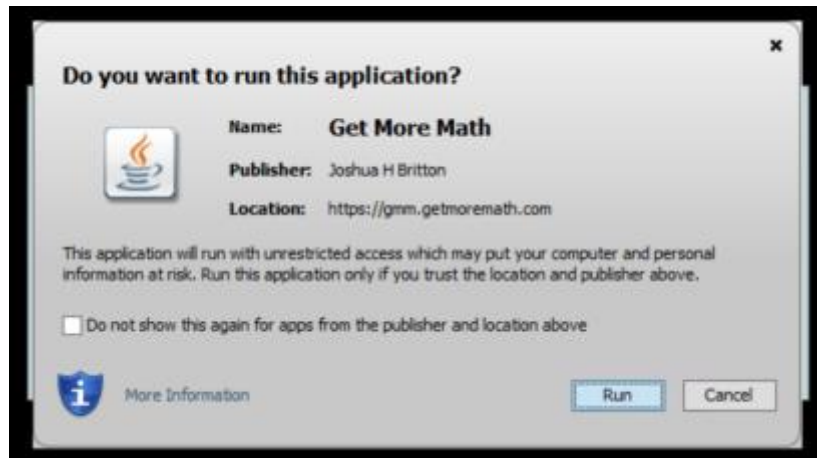 Do you want to run this application?
Name: Get More Math
Publisher: Joshua H Britton
Location: https://gmm.getmoremath.com
This application will run with unrestricted access which may put your computer and personal
information at risk. Run this application only if you trust the location and publisher above.
Do not show this again for apps from the publisher and location above
More Information
Run
Cancel